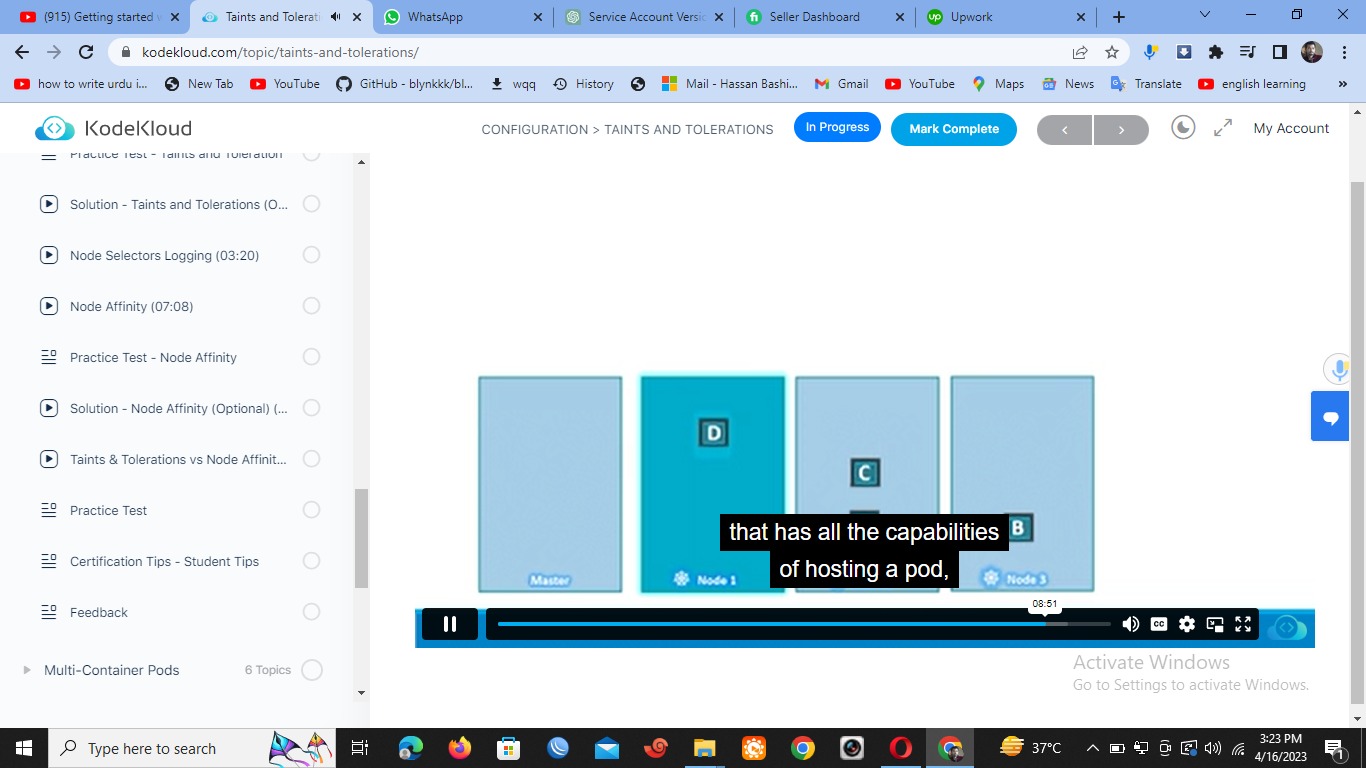 (915) Getting started v
Taints and Tolerati
WhatsApp
Service Account Versic
Seller Dashboard
Upwork
kodekloud.com/topic/taints-and-tolerations/
how to write urdu i...
New Tab
YouTube
GitHub - blynkkk/bl...
wqq
History
Mail - Hassan Bashi...
Gmail
YouTube
Maps
News
Translate
english learning
»
KodeKloud
CONFIGURATION > TAINTS AND TOLERATIONS
In Progress
Mark Complete
<
>
My Account
Practice Test - Taints and Toleration
Solution - Taints and Tolerations (O...
Node Selectors Logging (03:20)
Node Affinity (07:08)
Practice Test - Node Affinity
Solution - Node Affinity (Optional) (...
Taints & Tolerations vs Node Affinit...
Practice Test
Certification Tips - Student Tips
Feedback
Multi-Container Pods
6 Topics
D
C
B
that has all the capabilities
of hosting a pod,
Master
Node 1
Node 3
08:51
CC
Activate Windows
Go to Settings to activate Windows.
Type here to search
37°C
3:23 PM
4/16/2023
1